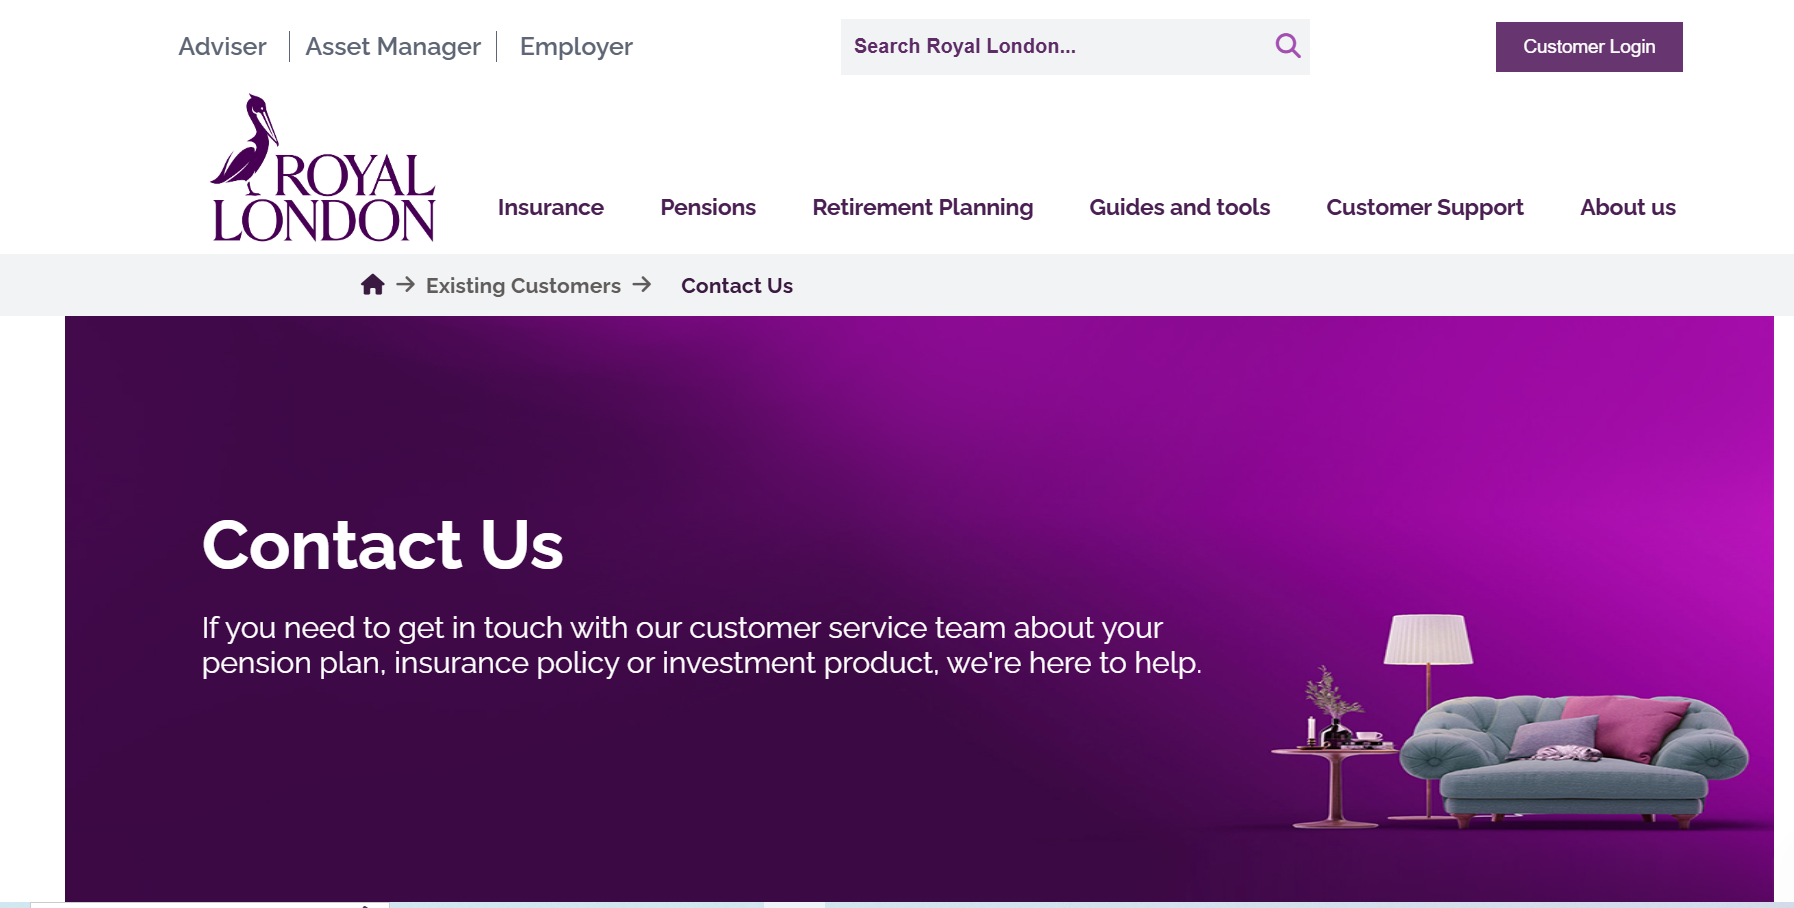 Adviser
Asset Manager
Employer
Search Royal London...
Customer Login
ROYAL
LONDON
Insurance
Pensions
Retirement Planning
Guides and tools
Customer Support
About us
Existing Customers
Contact Us
Contact Us
If you need to get in touch with our customer service team about your
pension plan, insurance policy or investment product, we're here to help.